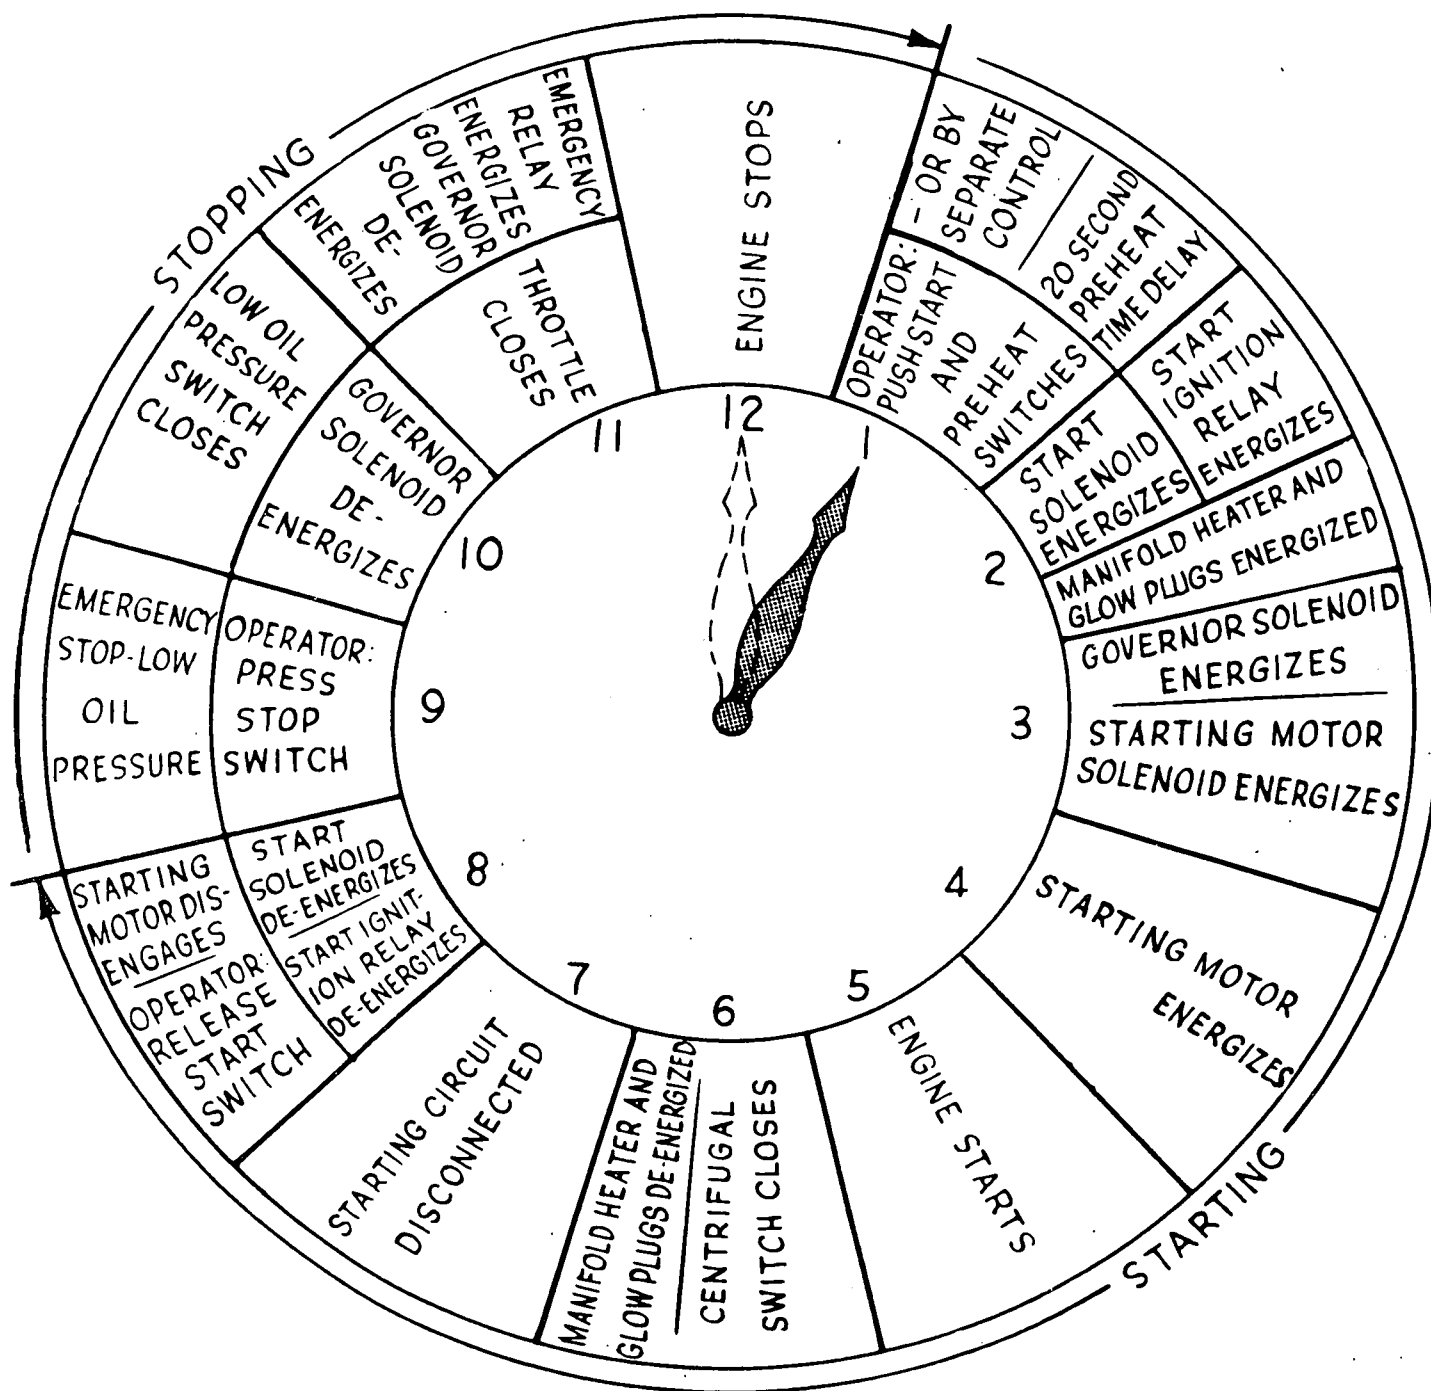 STOPPING
ENGINE STOPS
- OR BY
SEPARATE
CONTROL
20 SECOND
PREHEAT
TIME DELAY
OPERATOR:
PUSH START
AND
PREHEAT
SWITCHES
START
IGNITION
RELAY
ENERGIZES
START
SOLENOID
ENERGIZES
MANIFOLD HEATER AND
GLOW PLUGS ENERGIZED
GOVERNOR SOLENOID
ENERGIZES
STARTING MOTOR
SOLENOID ENERGIZES
STARTING MOTOR
ENERGIZES
ENGINE STARTS
STARTING
CENTRIFUGAL
SWITCH CLOSES
MANIFOLD HEATER AND
GLOW PLUGS DE-ENERGIZED
STARTING CIRCUIT
DISCONNECTED
START
SOLENOID
DE-ENERGIZES
START IGNIT-
ION RELAY
DE-ENERGIZES
STARTING
MOTOR DIS-
ENGAGES
OPERATOR:
RELEASE
START
SWITCH
EMERGENCY
STOP-LOW
OIL
PRESSURE
OPERATOR:
PRESS
STOP
SWITCH
LOW OIL
PRESSURE
SWITCH
CLOSES
GOVERNOR
SOLENOID
DE-
ENERGIZES
EMERGENCY
RELAY
ENERGIZES
GOVERNOR
SOLENOID
DE-
ENERGIZES
THROTTLE
CLOSES
12
1
2
3
4
5
6
7
8
9
10
11